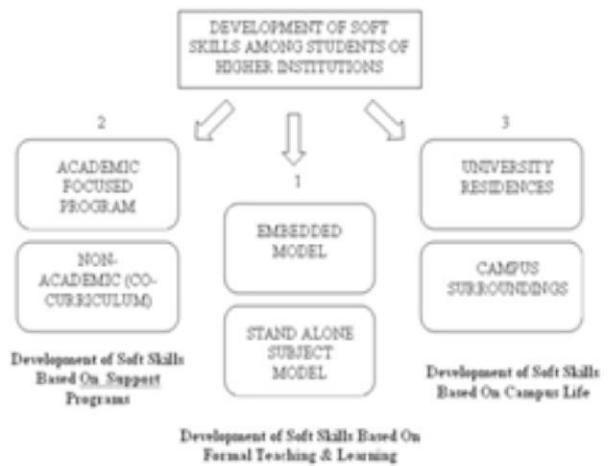 DEVELOPMENT OF SOFT
SKILLS AMONG STUDENTS OF
HIGHER INSTITUTIONS
2
ACADEMIC
FOCUSED
PROGRAM
NON-
ACADEMIC (CO-
CURRICULUM)
Development of Soft Skills
Based On Support
Programs
1
EMBEDDED
MODEL
STAND ALONE
SUBJECT
MODEL
Development of Soft Skills Based On
Formal Teaching & Learning
3
UNIVERSITY
RESIDENCES
CAMPUS
SURROUNDINGS
Development of Soft Skills
Based On Campus Life